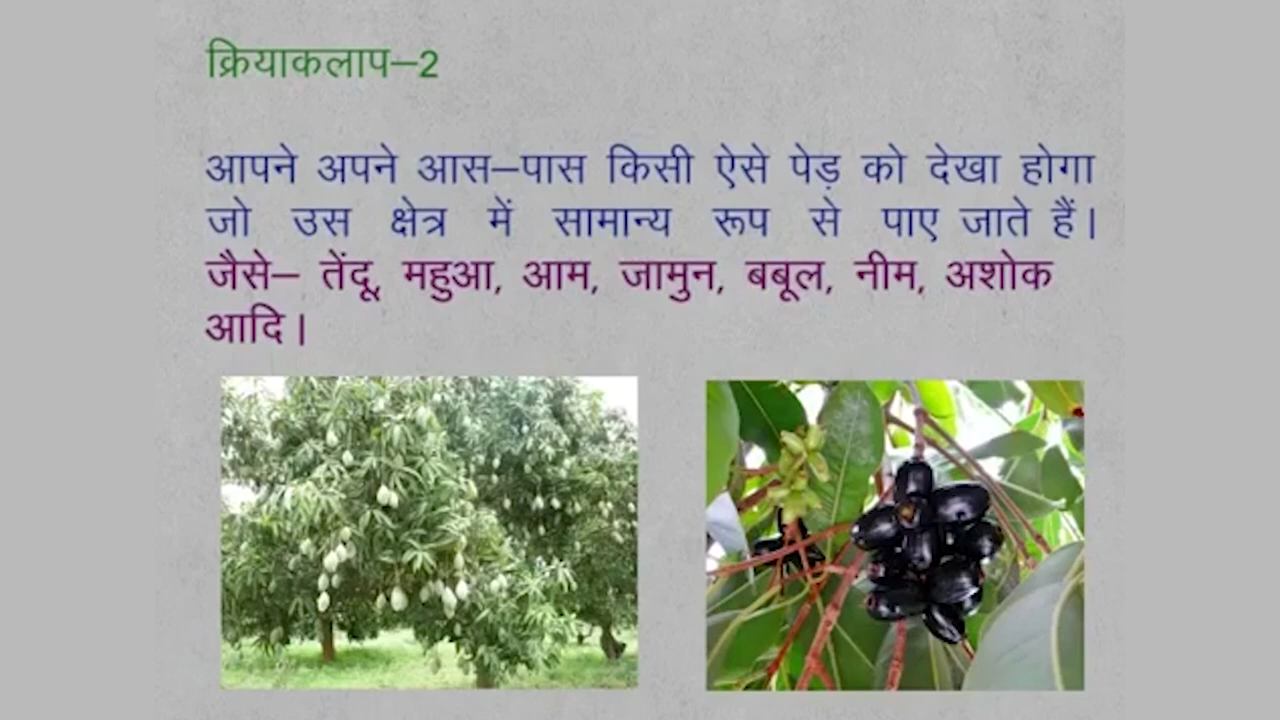 क्रियाकलाप–2
आपने अपने आस–पास किसी ऐसे पेड़ को देखा होगा
जो उस क्षेत्र में सामान्य रूप से पाए जाते हैं।
जैसे– तेंदू, महुआ, आम, जामुन, बबूल, नीम, अशोक
आदि।